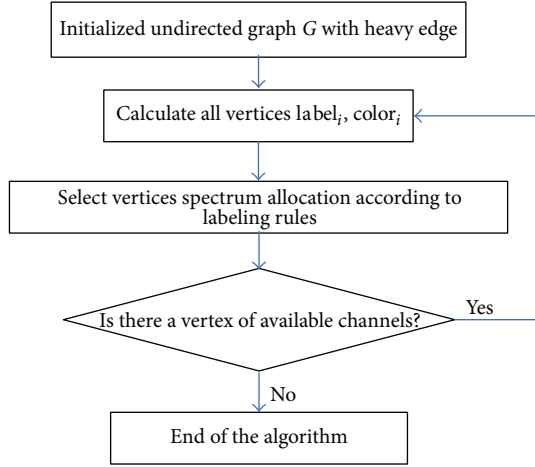 Initialized undirected graph G with heavy edge
Calculate all vertices labelᵢ, colorᵢ
Select vertices spectrum allocation according to
labeling rules
Is there a vertex of available channels?
Yes
No
End of the algorithm